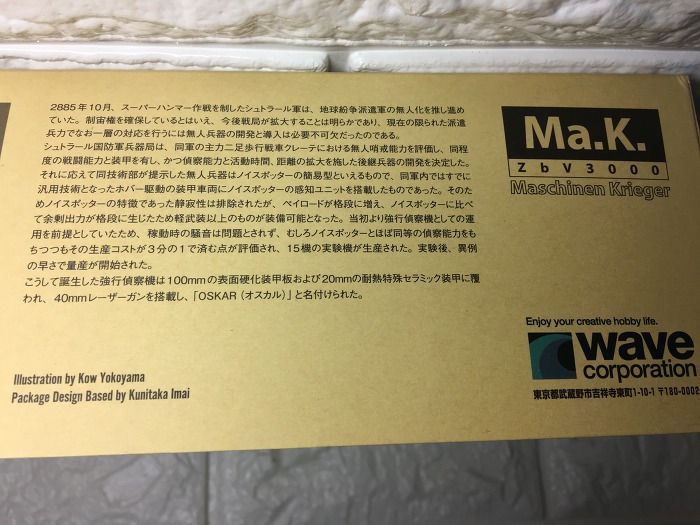 2885年10月、スーパーハンマー作戦を制したシュトラール軍は、地球紛争派遣軍の無人化を推し進め
ていた。制宙権を確保しているとはいえ、今後戦局が拡大することは明らかであり、現在の限られた派遣
兵力でなお一層の対応を行うには無人兵器の開発と導入は必要不可欠だったのである。
シュトラール国防軍兵器局は、同軍の主力二足歩行戦車クレーテにおける無人哨戒能力を評価し、同程
度の戦闘能力と装甲を有し、かつ偵察能力と活動時間、距離の拡大を施した後継兵器の開発を決定した。
それに応えて同技術部が提示した無人兵器はノイスポッターの簡易型といえるもので、同軍内ではすでに
汎用技術となったホバー駆動の装甲車両にノイスポッターの感知ユニットを搭載したものであった。そのた
めノイスポッターの特徴であった静寂性は排除されたが、ペイロードが格段に増え、ノイスポッターに比べ
て余剰出力が格段に生じたため軽武装以上のものが装備可能となった。当初より強行偵察機としての運
用を前提としていたため、稼動時の騒音は問題とされず、むしろノイスポッターとほぼ同等の偵察能力をも
ちつつもその生産コストが3分の1で済む点が評価され、15機の実験機が生産された。実験後、異例
の早さで量産が開始された。
こうして誕生した強行偵察機は100mmの表面硬化装甲板および20mmの耐熱特殊セラミック装甲に覆
われ、40mmレーザーガンを搭載し、「OSKAR(オスカル)」と名付けられた。
Illustration by Kow Yokoyama
Package Design Based by Kunitaka Imai
Ma.K.
ZbV3000
Maschinen Krieger
Enjoy your creative hobby life.
wave
corporation
東京都武蔵野市吉祥寺東町1-10-1 〒180-0002